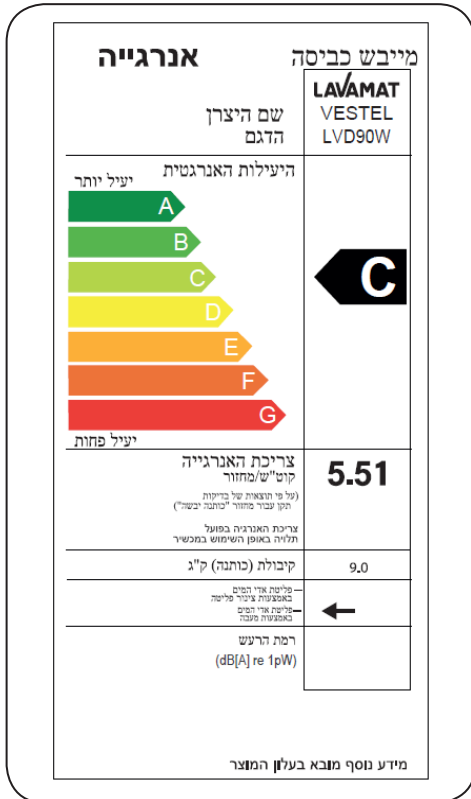 מייבש כביסה
אנרגייה
LAVAMAT
VESTEL
LVD90W
שם היצרן
הדגם
היעילות האנרגטית
יעיל יותר
A
B
C
D
E
F
G
C
יעיל פחות
צריכת האנרגייה
קוט"ש/מחזור
5.51
(על פי תוצאות של בדיקות
תקן עבור מחזור "כותנה יבשה")
צריכת האנרגיה בפועל
תלויה באופן השימוש במכשיר
קיבולת (כותנה) ק"ג
9.0
פליטת אדי המים
באמצעות צינור פליטה
פליטת אדי המים
באמצעות מעבה
רמת הרעש
(dB[A] re 1pW)
מידע נוסף מובא בעלון המוצר